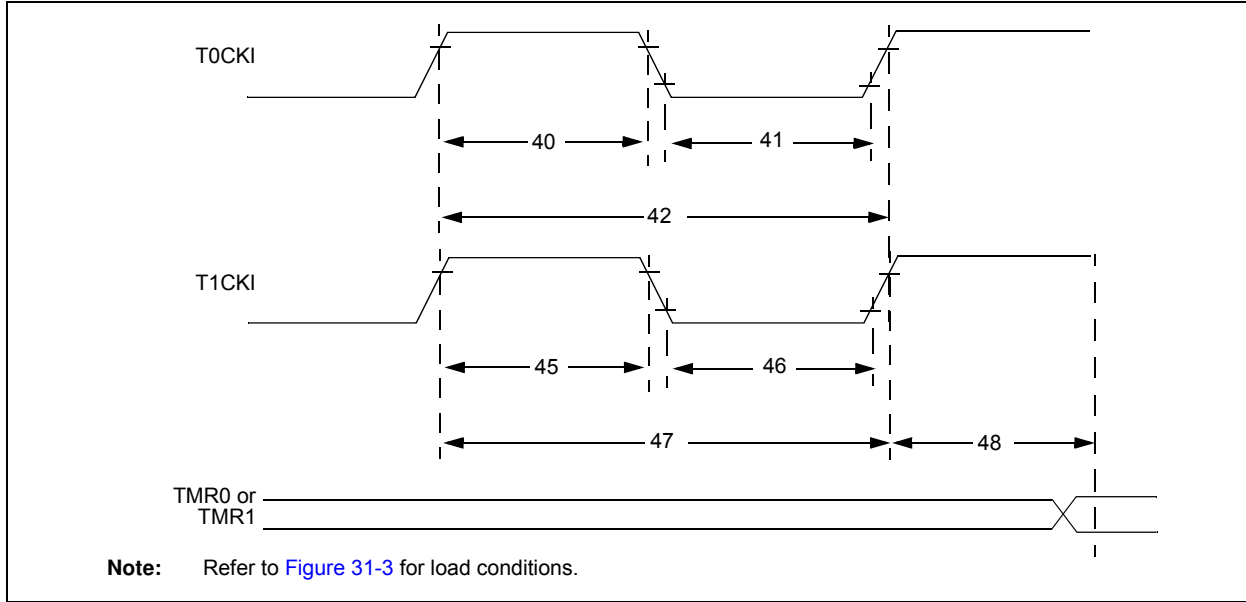 T0CKI
40
41
42
T1CKI
45
46
47
48
TMR0 or
TMR1
Note: Refer to Figure 31-3 for load conditions.